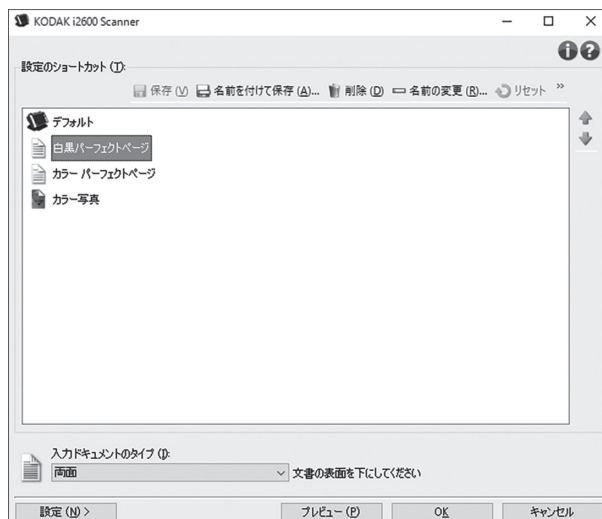 KODAK i2600 Scanner
設定のショートカット (T):
保存 (V) 名前を付けて保存 (A)... 削除 (D) 名前の変更 (R)... リセット »
デフォルト
白黒パーフェクトページ
カラー パーフェクトページ
カラー写真
入力ドキュメントのタイプ (I):
両面 文書の表面を下にしてください
設定 (N) > プレビュー (P) OK キャンセル